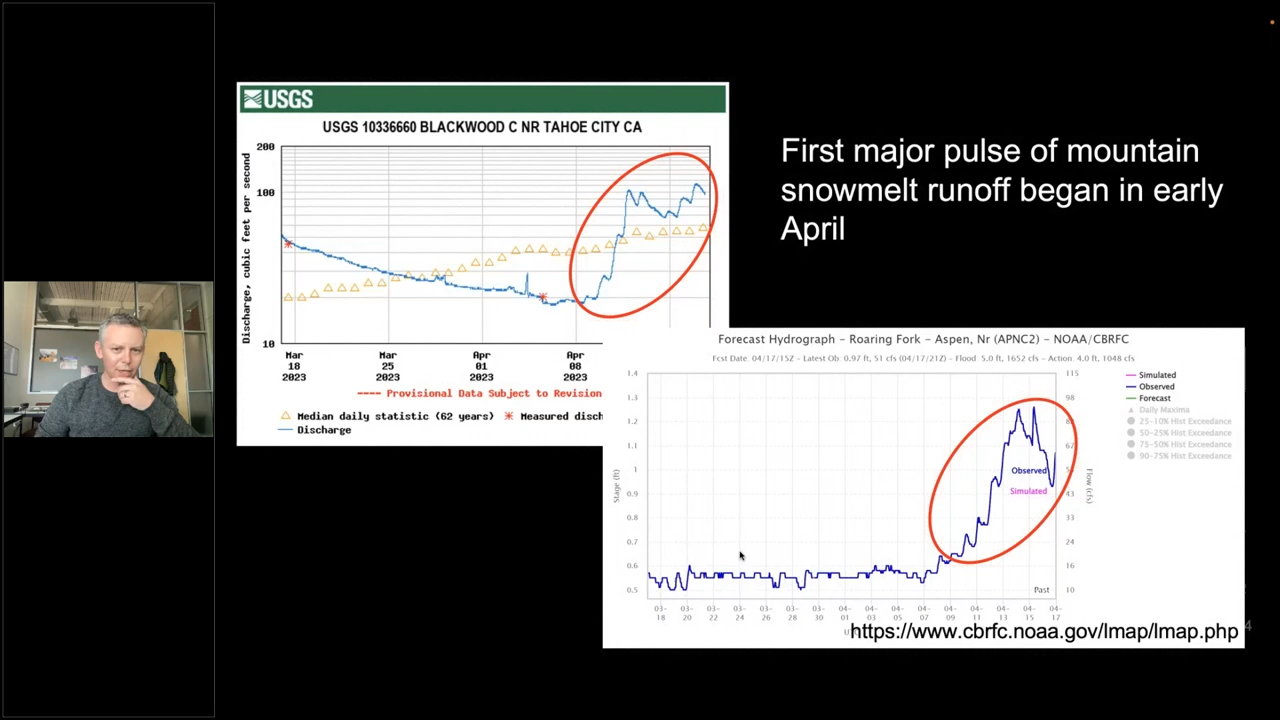 USGS
USGS 10336660 BLACKWOOD C NR TAHOE CITY CA
Discharge, cubic feet per second
200
100
10
Mar 18 2023
Mar 25 2023
Apr 01 2023
Apr 08 2023
---- Provisional Data Subject to Revision
Median daily statistic (62 years)
Measured disch
Discharge
First major pulse of mountain
snowmelt runoff began in early
April
Forecast Hydrograph - Roaring Fork - Aspen, Nr (APNC2) - NOAA/CBRFC
Fcst Date: 04/17/15Z - Latest Ob: 0.97 ft, 51 cfs (04/17/21Z) - Flood: 5.0 ft, 1652 cfs - Action: 4.0 ft, 1048 cfs
Stage (ft)
1.4
1.3
1.2
1.1
1
0.9
0.8
0.7
0.6
0.5
115
98
67
43
33
24
16
10
Flow (cfs)
Observed
Simulated
Past
03-18
03-20
03-22
03-24
03-26
03-28
03-30
04-01
04-03
04-05
04-07
04-09
04-11
04-13
04-15
04-17
Simulated
Observed
Forecast
Daily Maxima
25-10% Hist Exceedance
50-25% Hist Exceedance
75-50% Hist Exceedance
90-75% Hist Exceedance
https://www.cbrfc.noaa.gov/lmap/lmap.php
4